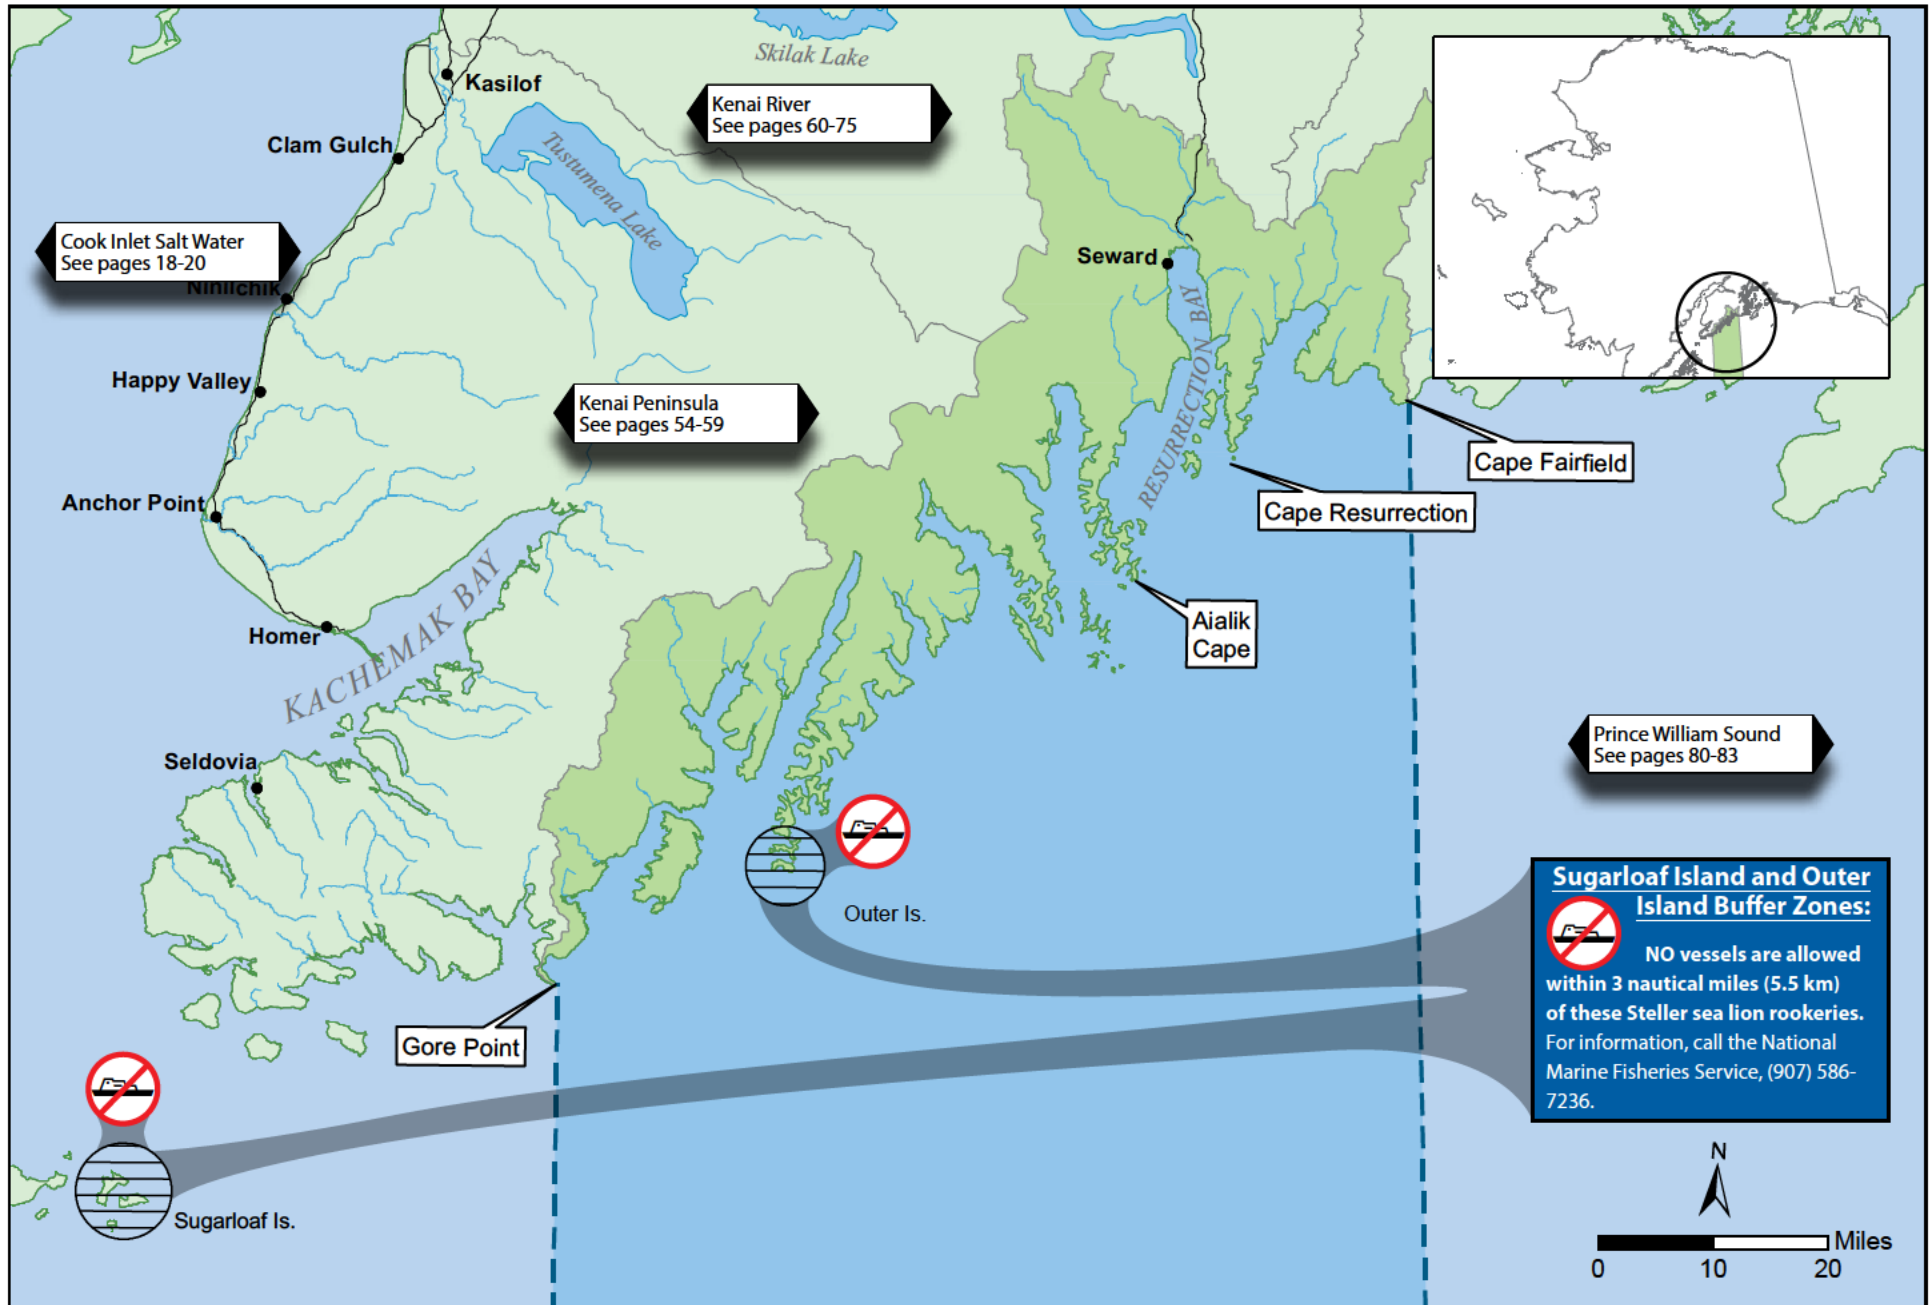 Skilak Lake
Kasilof
Kenai River
See pages 60-75
Clam Gulch
Tustumena Lake
Cook Inlet Salt Water
See pages 18-20
Ninilchik
Seward
RESURRECTION BAY
Happy Valley
Kenai Peninsula
See pages 54-59
Cape Fairfield
Cape Resurrection
Anchor Point
KACHEMAK BAY
Homer
Aialik
Cape
Seldovia
Prince William Sound
See pages 80-83
Outer Is.
Sugarloaf Island and Outer
Island Buffer Zones:
NO vessels are allowed
within 3 nautical miles (5.5 km)
of these Steller sea lion rookeries.
For information, call the National
Marine Fisheries Service, (907) 586-
7236.
Gore Point
Sugarloaf Is.
N
Miles
0 10 20